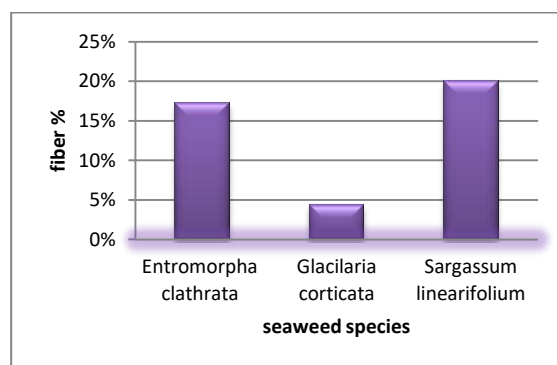 25%
20%
15%
10%
5%
0%
fiber %
Entromorpha
clathrata
Glacilaria
corticata
Sargassum
linearifolium
seaweed species